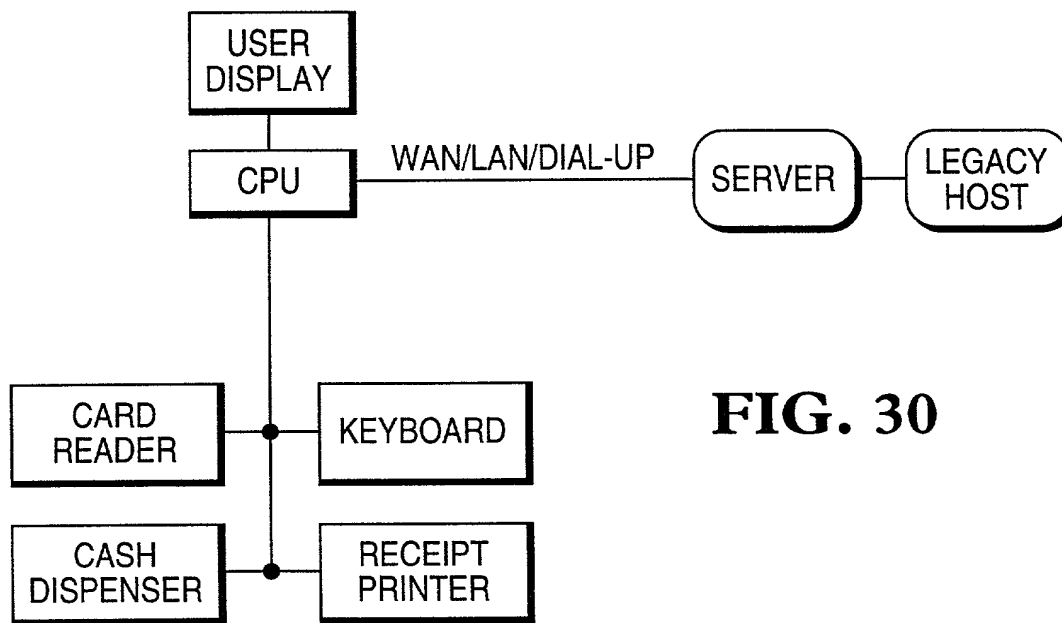 USER
DISPLAY
CPU
WAN/LAN/DIAL-UP
SERVER
LEGACY
HOST
CARD
READER
KEYBOARD
CASH
DISPENSER
RECEIPT
PRINTER
FIG. 30